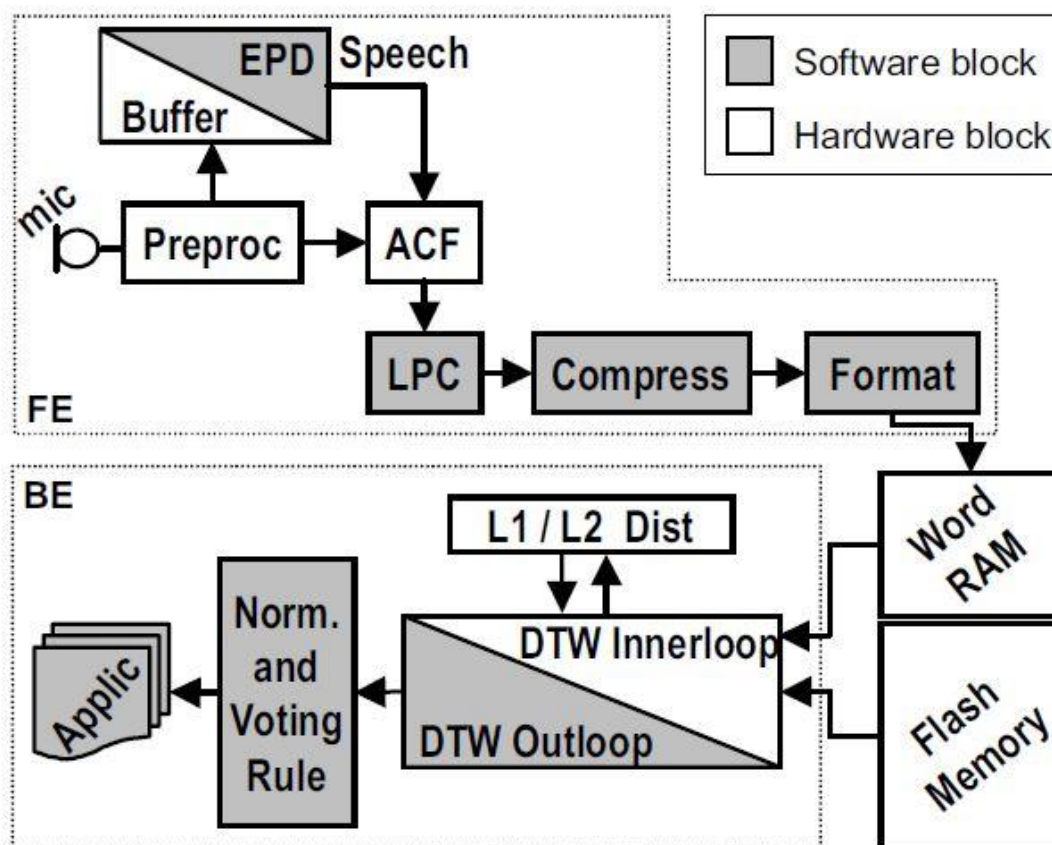 EPD
Speech
Buffer
Software block
Hardware block
mic
Preproc
ACF
LPC
Compress
Format
FE
BE
L1 / L2 Dist
Word
RAM
Norm.
and
Voting
Rule
DTW Innerloop
DTW Outloop
Applic
Flash
Memory